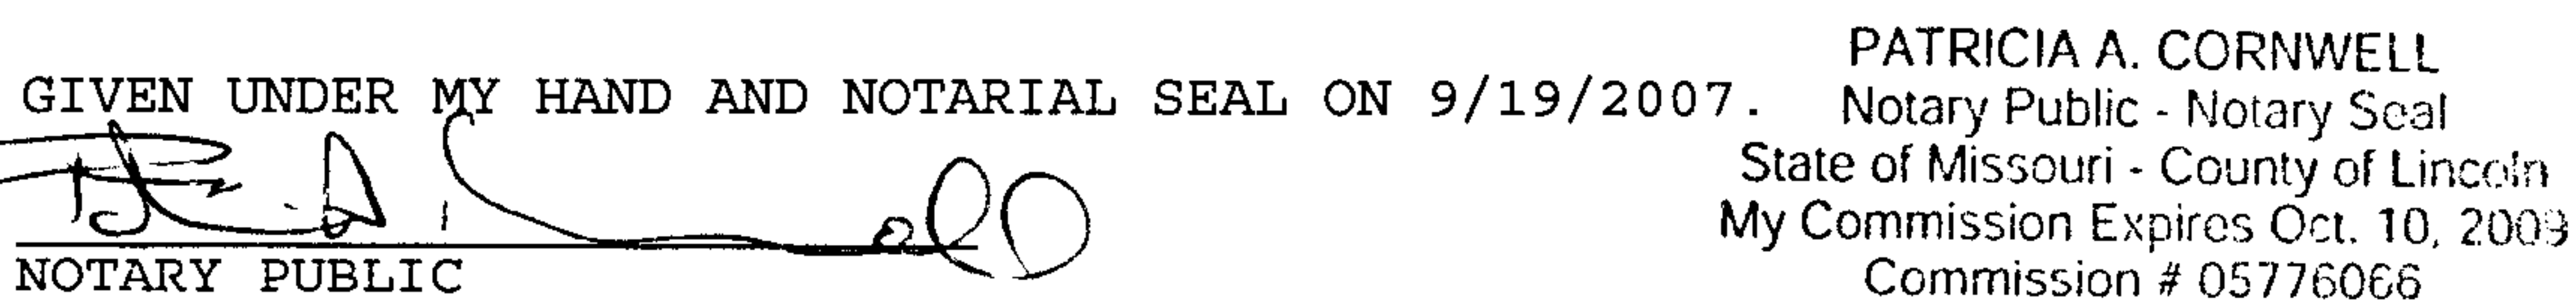 GIVEN UNDER MY HAND AND NOTARIAL SEAL ON 9/19/2007.
NOTARY PUBLIC
PATRICIA A. CORNWELL
Notary Public - Notary Seal
State of Missouri - County of Lincoln
My Commission Expires Oct. 10, 2009
Commission # 05776066